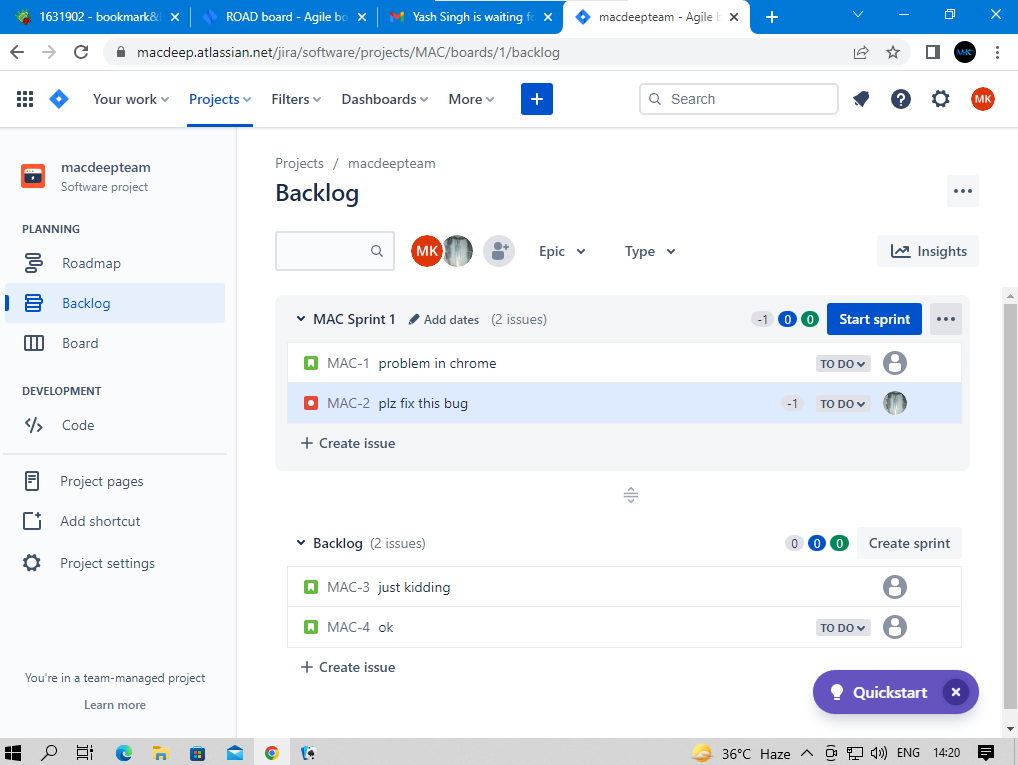 1631902 - bookmark&
ROAD board - Agile bo
Yash Singh is waiting fo
macdeepteam - Agile b
macdeep.atlassian.net/jira/software/projects/MAC/boards/1/backlog
Your work
Projects
Filters
Dashboards
More
+
Search
MK
macdeepteam
Software project
PLANNING
Roadmap
Backlog
Board
DEVELOPMENT
Code
Project pages
Add shortcut
Project settings
You're in a team-managed project
Learn more
Projects / macdeepteam
Backlog
MK
Epic
Type
Insights
MAC Sprint 1 Add dates (2 issues)
-1 0 0 Start sprint
MAC-1 problem in chrome TO DO
MAC-2 plz fix this bug -1 TO DO
+ Create issue
Backlog (2 issues) 0 0 0 Create sprint
MAC-3 just kidding
MAC-4 ok TO DO
+ Create issue
Quickstart
36°C Haze ENG 14:20